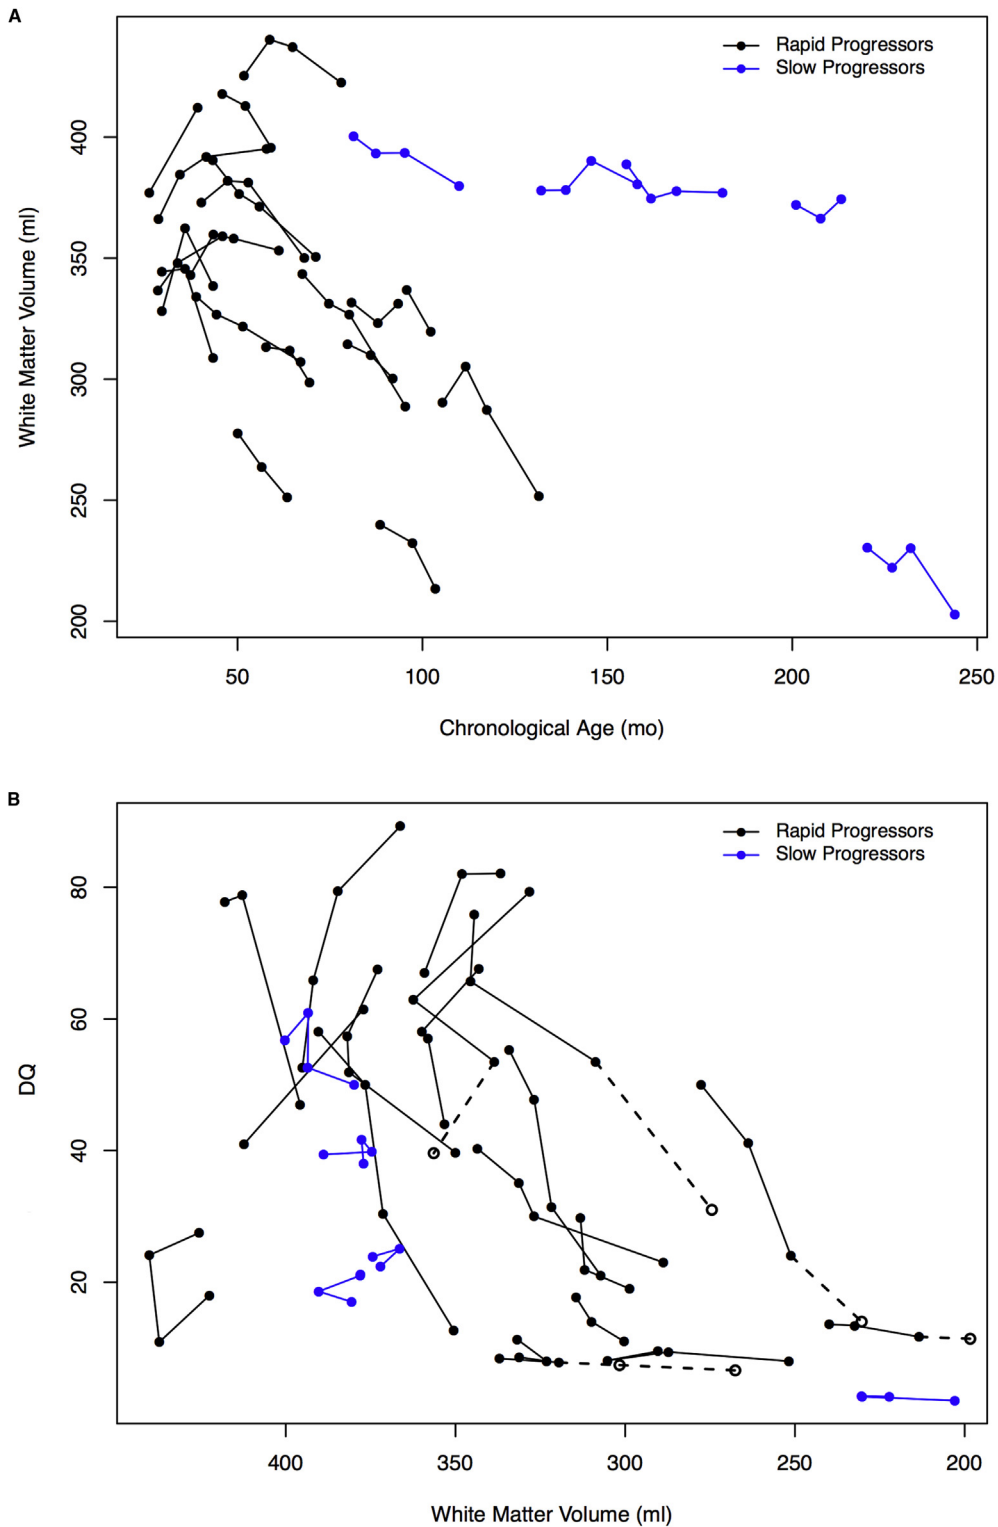 A
Rapid Progressors
Slow Progressors
White Matter Volume (ml)
400
350
300
250
200
50 100 150 200 250
Chronological Age (mo)
B
Rapid Progressors
Slow Progressors
DQ
80
60
40
20
400 350 300 250 200
White Matter Volume (ml)